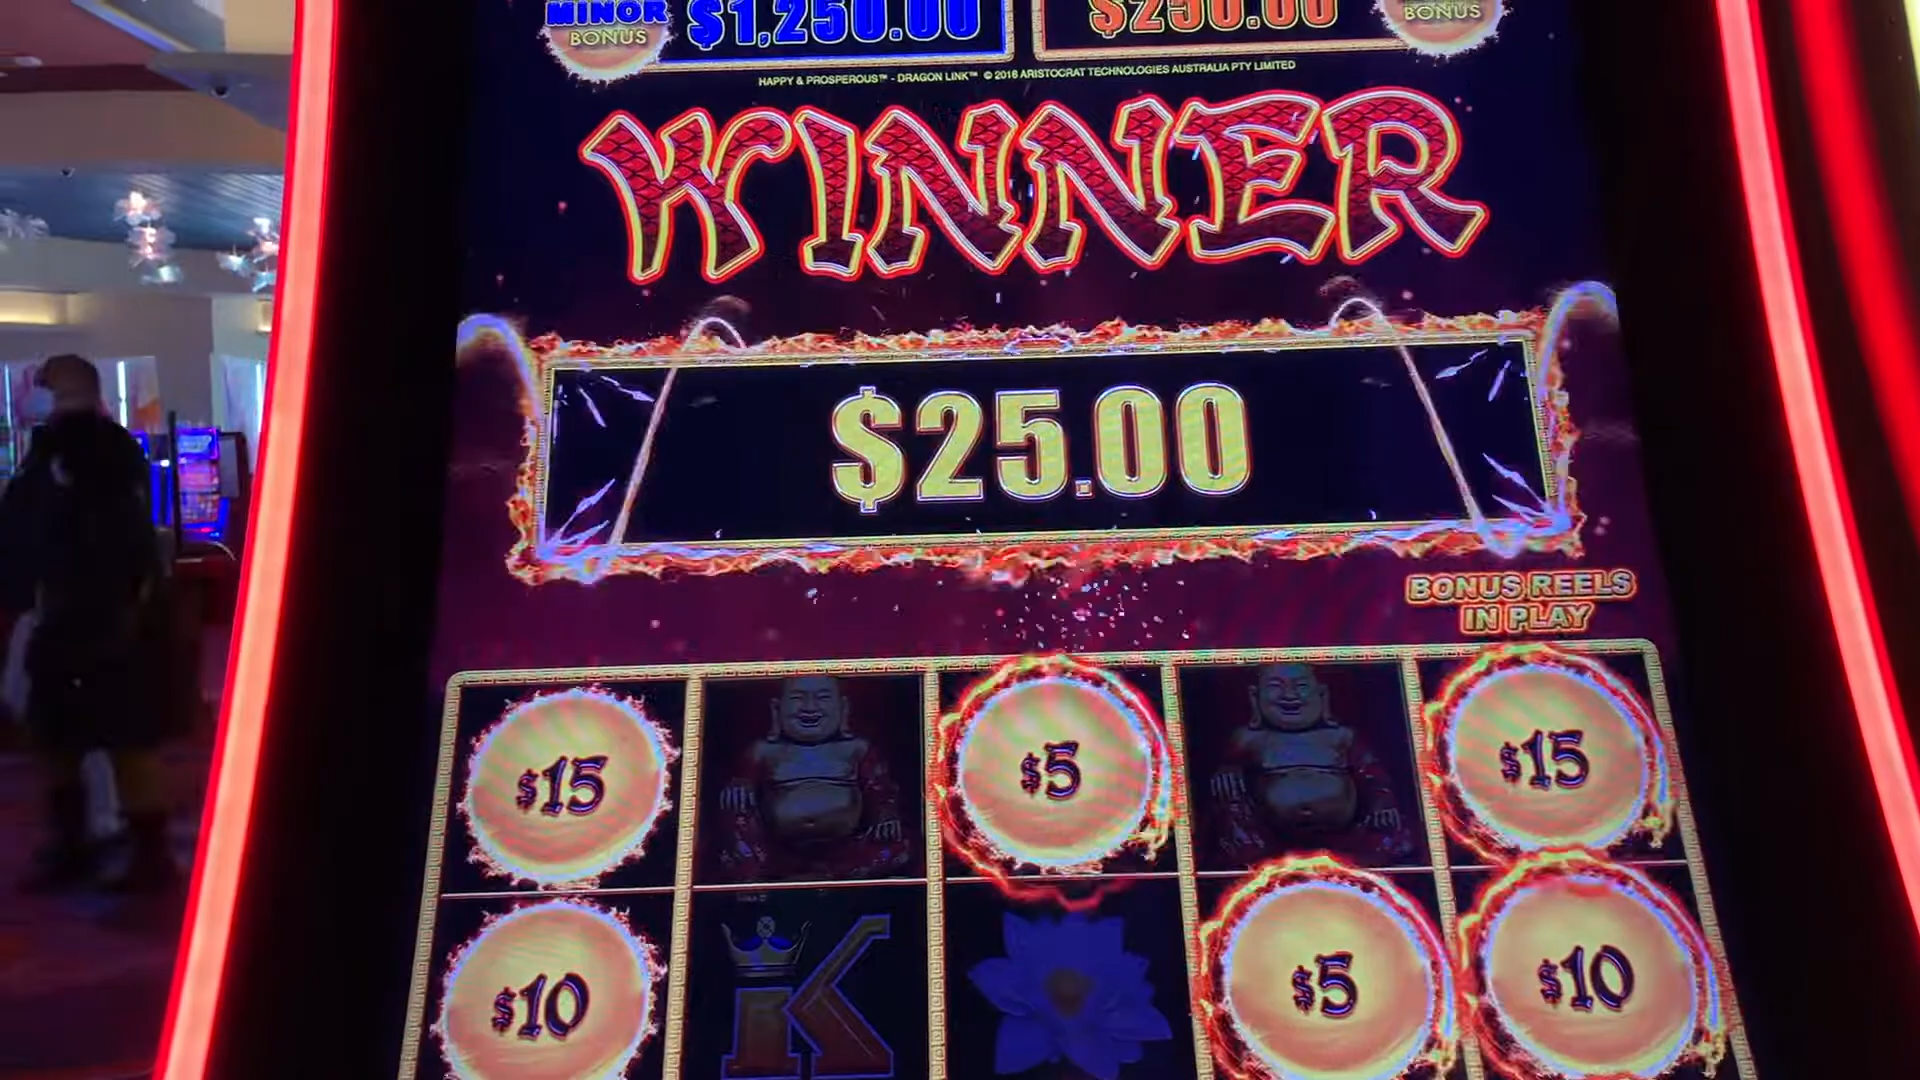 MINOR
BONUS
$1,250.00
$250.00
BONUS
HAPPY & PROSPEROUS™ - DRAGON LINK™ © 2016 ARISTOCRAT TECHNOLOGIES AUSTRALIA PTY LIMITED
WINNER
$25.00
BONUS REELS
IN PLAY
$15
$5
$15
$10
K
$5
$10